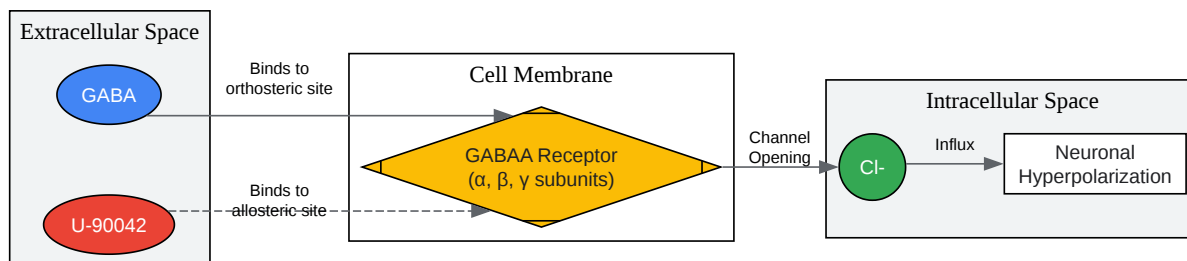 Extracellular Space
GABA
U-90042
Binds to
orthosteric site
Binds to
allosteric site
Cell Membrane
GABAA Receptor
(α, β, γ subunits)
Channel
Opening
Intracellular Space
Cl-
Influx
Neuronal
Hyperpolarization